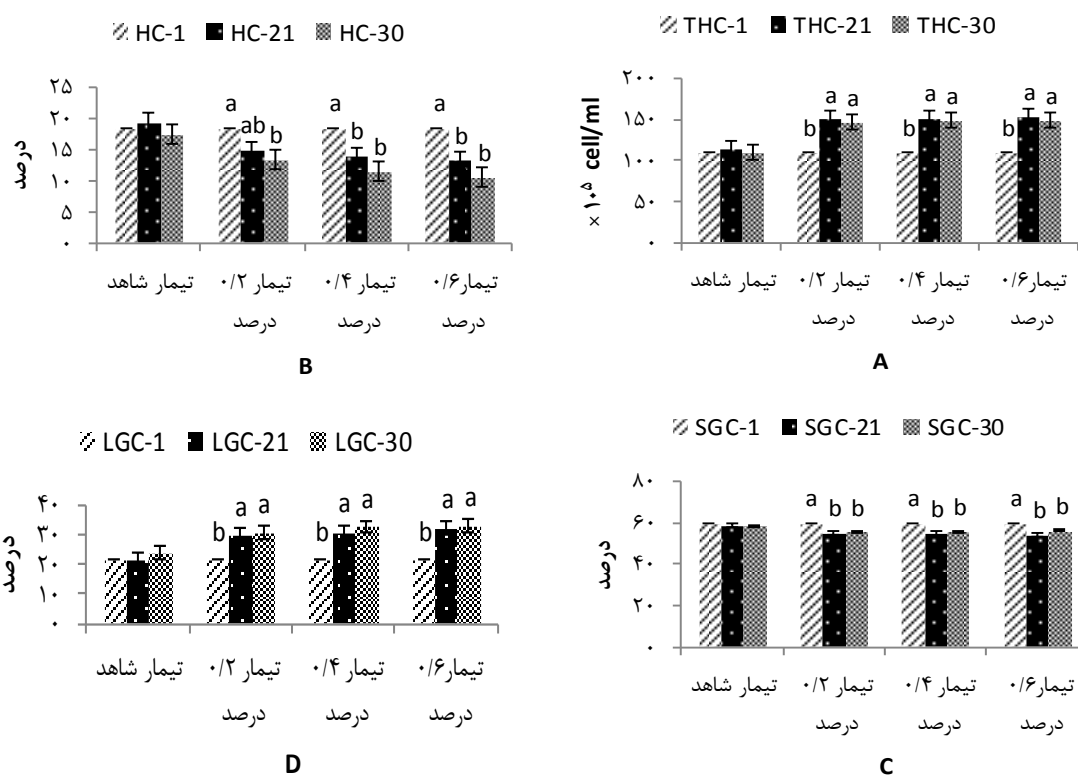 HC-1 HC-21 HC-30
درصد
۲۵
۲۰
۱۵
۱۰
۵
۰
a ab b
a b b
a b b
تیمار شاهد
تیمار ۰/۲
درصد
تیمار ۰/۴
درصد
تیمار۰/۶
درصد
B
THC-1 THC-21 THC-30
× ۱۰⁵ cell/ml
۲۰۰
۱۵۰
۱۰۰
۵۰
۰
b a a
b a a
b a a
تیمار شاهد
تیمار ۰/۲
درصد
تیمار ۰/۴
درصد
تیمار۰/۶
درصد
A
LGC-1 LGC-21 LGC-30
درصد
۴۰
۳۰
۲۰
۱۰
۰
b a a
b a a
b a a
تیمار شاهد
تیمار ۰/۲
درصد
تیمار ۰/۴
درصد
تیمار۰/۶
درصد
D
SGC-1 SGC-21 SGC-30
درصد
۸۰
۶۰
۴۰
۲۰
۰
a b b
a b b
a b b
تیمار شاهد
تیمار ۰/۲
درصد
تیمار ۰/۴
درصد
تیمار۰/۶
درصد
C